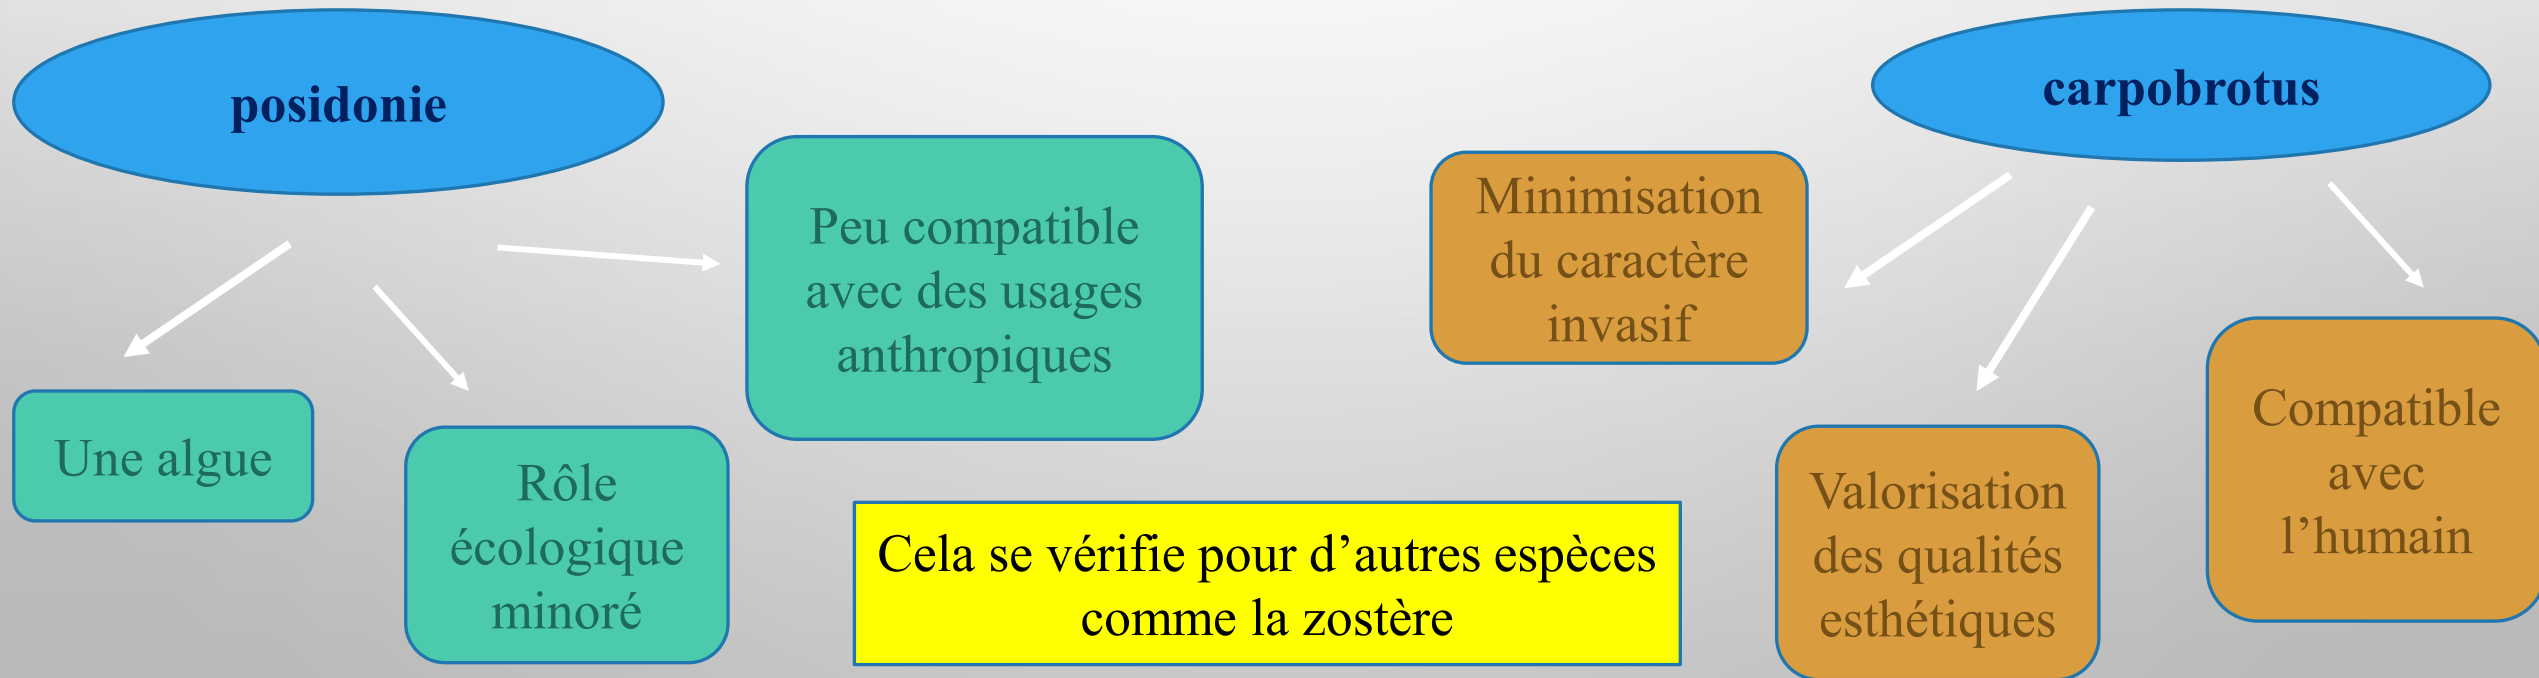 posidonie
Peu compatible
avec des usages
anthropiques
Une algue
Rôle
écologique
minoré
Cela se vérifie pour d’autres espèces
comme la zostère
carpobrotus
Minimisation
du caractère
invasif
Valorisation
des qualités
esthétiques
Compatible
avec
l’humain